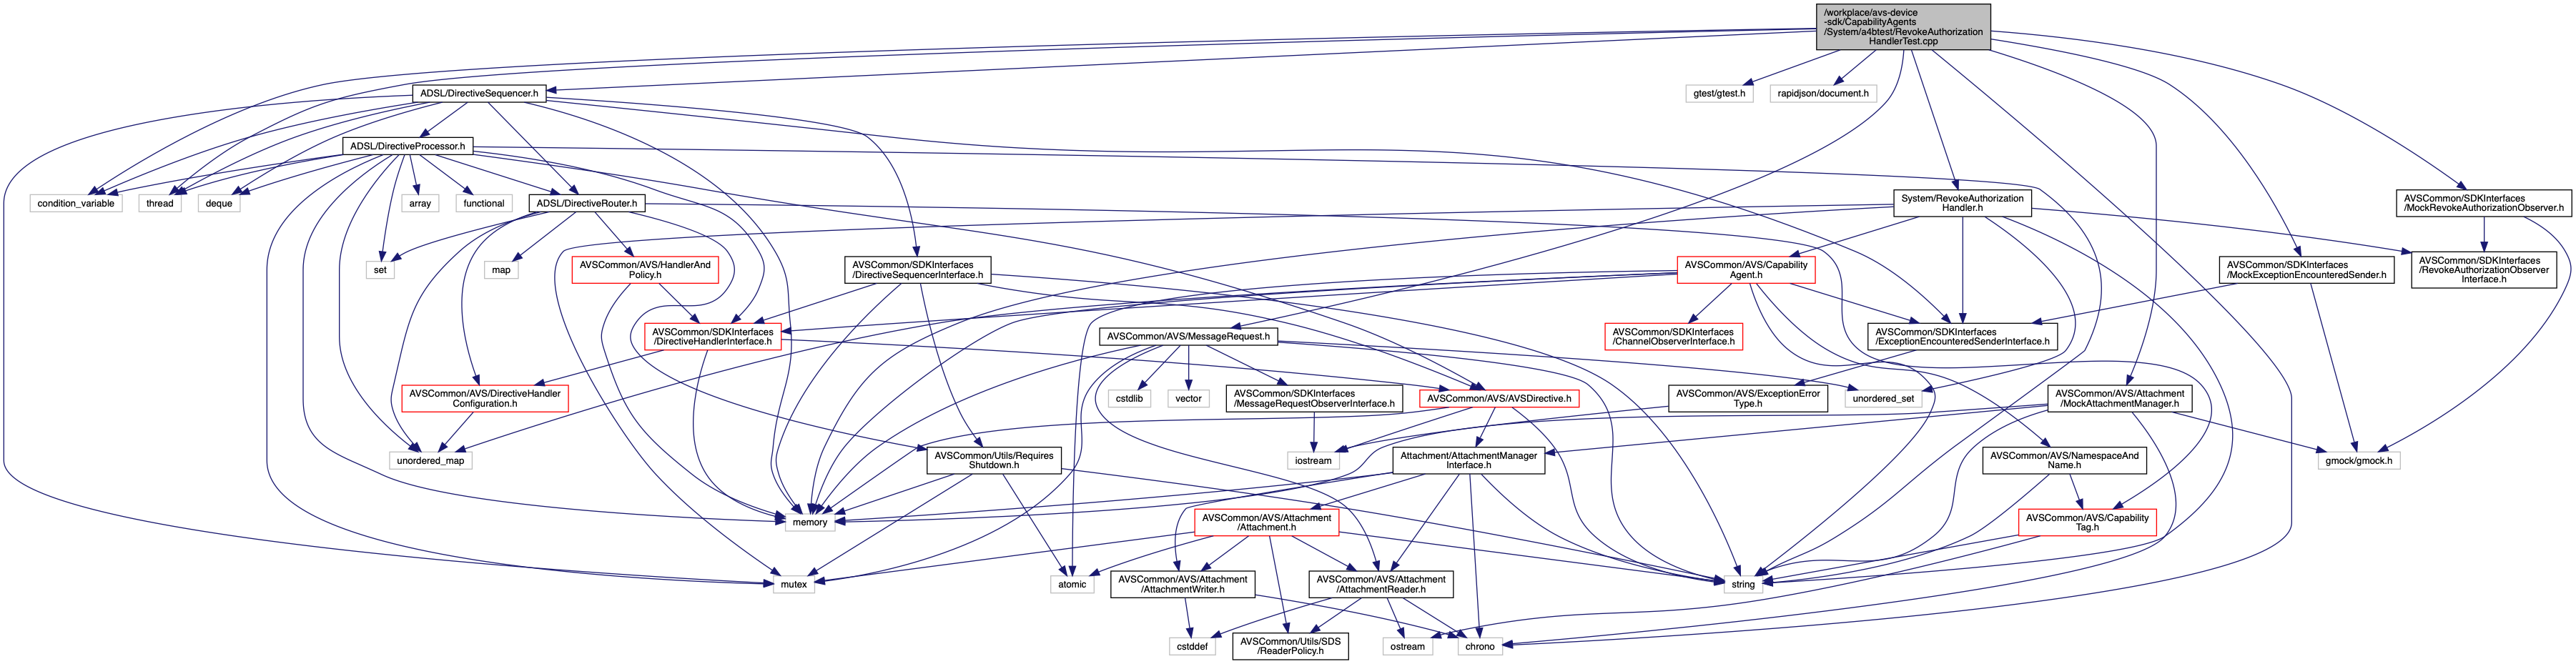 /workplace/avs-device
-sdk/CapabilityAgents
/System/a4btest/RevokeAuthorization
HandlerTest.cpp
ADSL/DirectiveSequencer.h
gtest/gtest.h
rapidjson/document.h
ADSL/DirectiveProcessor.h
condition_variable
thread
deque
set
array
functional
ADSL/DirectiveRouter.h
System/RevokeAuthorization
Handler.h
AVSCommon/SDKInterfaces
/MockRevokeAuthorizationObserver.h
map
AVSCommon/AVS/HandlerAnd
Policy.h
AVSCommon/SDKInterfaces
/DirectiveSequencerInterface.h
AVSCommon/AVS/Capability
Agent.h
AVSCommon/SDKInterfaces
/MockExceptionEncounteredSender.h
AVSCommon/SDKInterfaces
/RevokeAuthorizationObserver
Interface.h
AVSCommon/SDKInterfaces
/DirectiveHandlerInterface.h
AVSCommon/AVS/MessageRequest.h
AVSCommon/SDKInterfaces
/ChannelObserverInterface.h
AVSCommon/SDKInterfaces
/ExceptionEncounteredSenderInterface.h
AVSCommon/AVS/DirectiveHandler
Configuration.h
cstdlib
vector
AVSCommon/SDKInterfaces
/MessageRequestObserverInterface.h
AVSCommon/AVS/AVSDirective.h
AVSCommon/AVS/ExceptionError
Type.h
unordered_set
AVSCommon/AVS/Attachment
/MockAttachmentManager.h
unordered_map
AVSCommon/Utils/Requires
Shutdown.h
iostream
Attachment/AttachmentManager
Interface.h
AVSCommon/AVS/NamespaceAnd
Name.h
gmock/gmock.h
memory
AVSCommon/AVS/Attachment
/Attachment.h
AVSCommon/AVS/Capability
Tag.h
mutex
atomic
AVSCommon/AVS/Attachment
/AttachmentWriter.h
AVSCommon/AVS/Attachment
/AttachmentReader.h
string
cstddef
AVSCommon/Utils/SDS
/ReaderPolicy.h
ostream
chrono